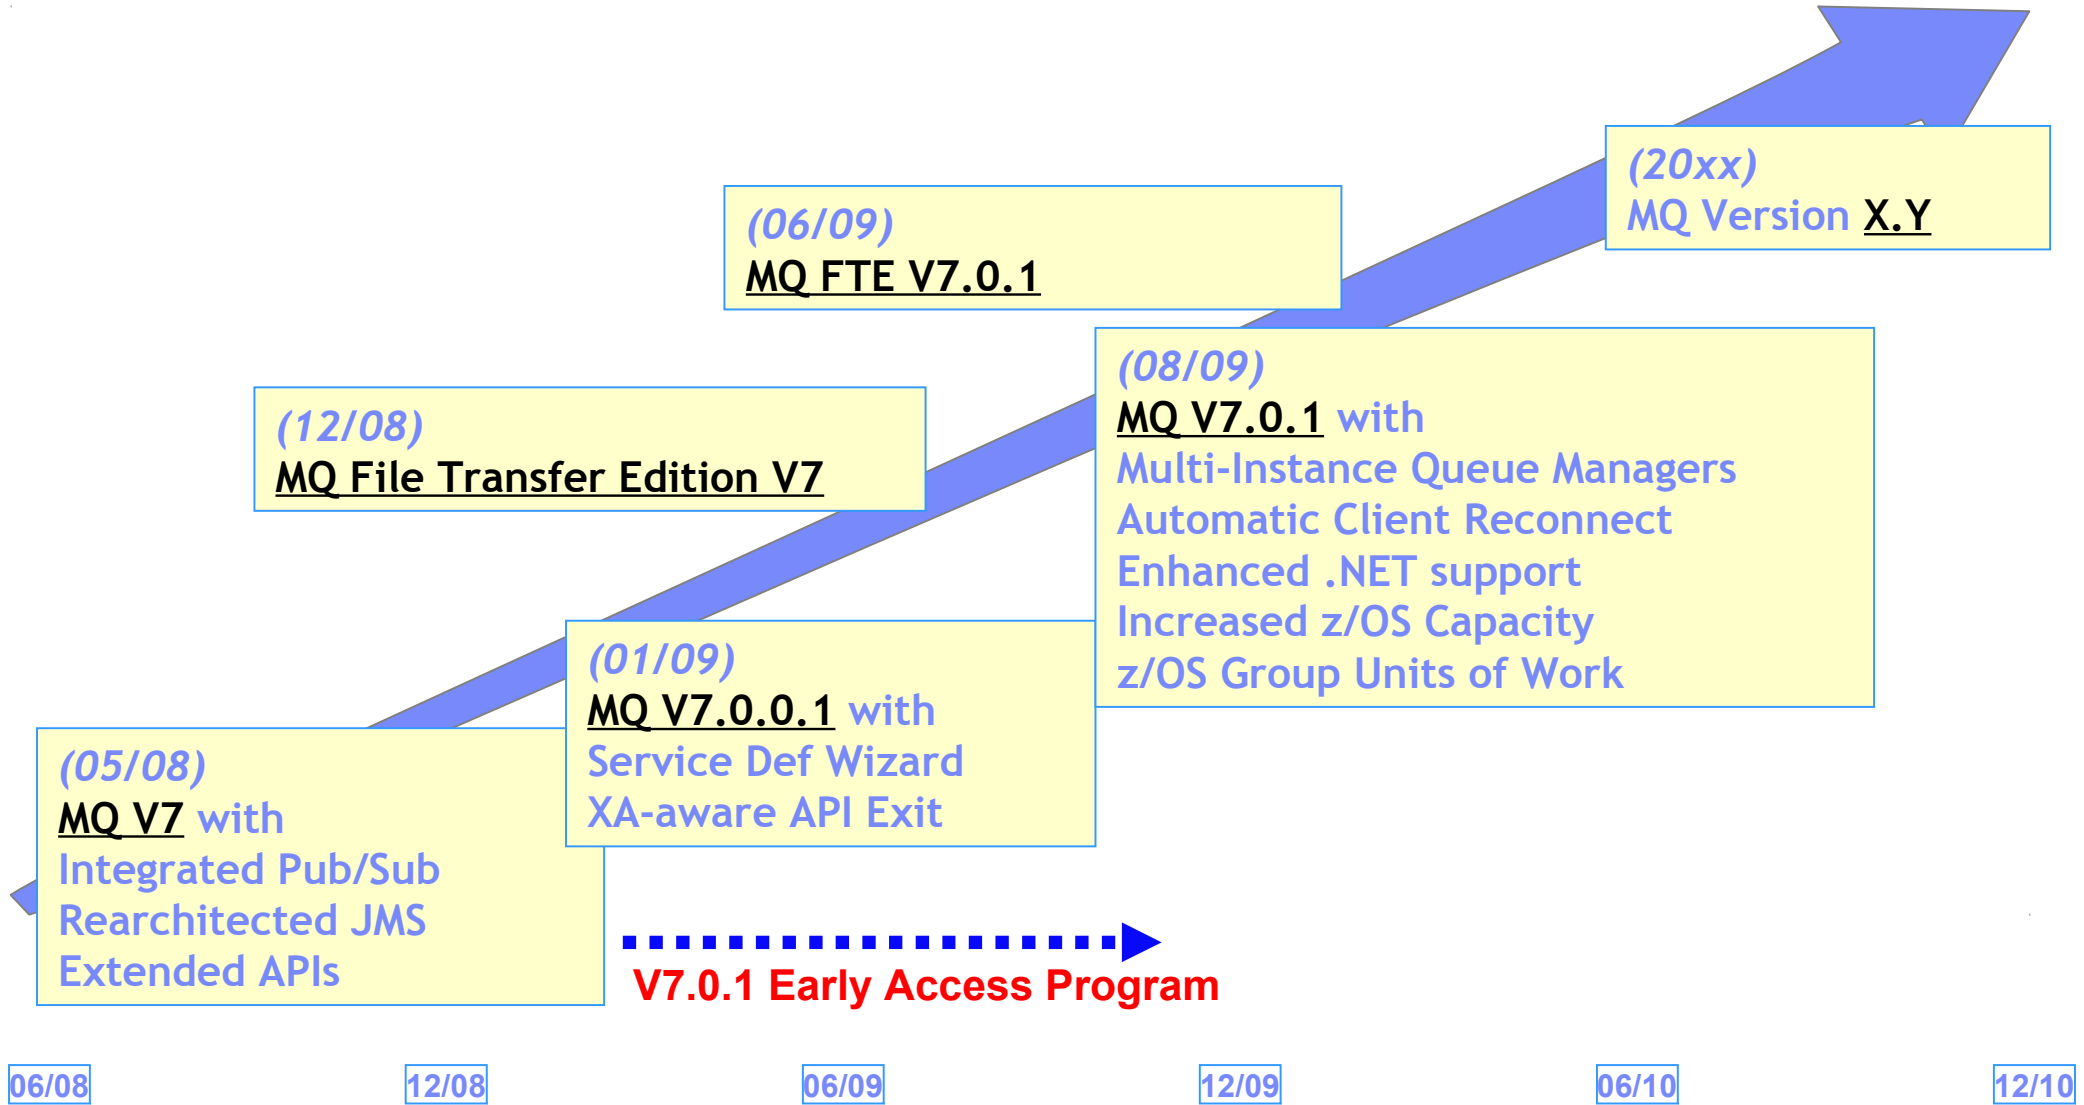 (20xx)
MQ Version X.Y
(06/09)
MQ FTE V7.0.1
(08/09)
MQ V7.0.1 with
Multi-Instance Queue Managers
Automatic Client Reconnect
Enhanced .NET support
Increased z/OS Capacity
z/OS Group Units of Work
(12/08)
MQ File Transfer Edition V7
(01/09)
MQ V7.0.0.1 with
Service Def Wizard
XA-aware API Exit
(05/08)
MQ V7 with
Integrated Pub/Sub
Rearchitected JMS
Extended APIs
V7.0.1 Early Access Program
06/08
12/08
06/09
12/09
06/10
12/10